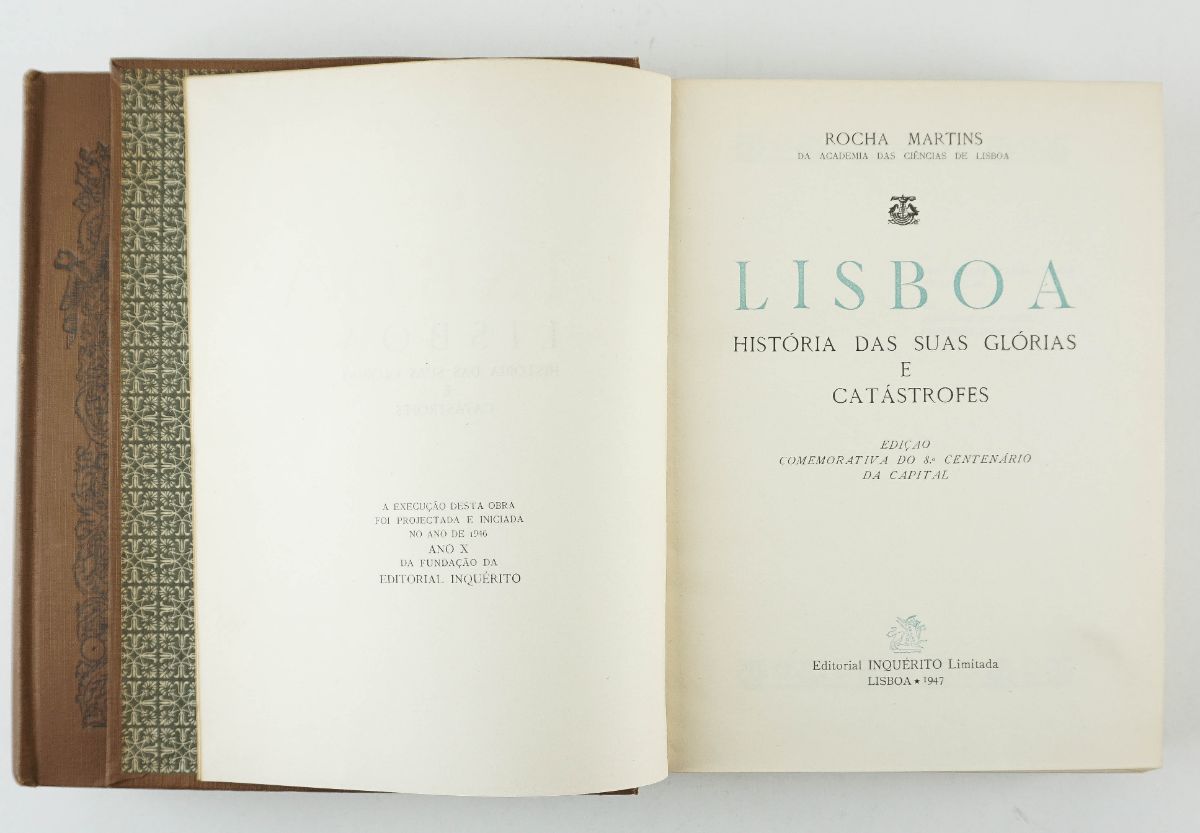 A EXECUÇÃO DESTA OBRA
FOI PROJECTADA E INICIADA
NO ANO DE 1946
ANO X
DA FUNDAÇÃO DA
EDITORIAL INQUÉRITO
ROCHA MARTINS
DA ACADEMIA DAS CIÊNCIAS DE LISBOA
LISBOA
HISTÓRIA DAS SUAS GLÓRIAS
E
CATÁSTROFES
EDIÇAO
COMEMORATIVA DO 8.º CENTENÁRIO
DA CAPITAL
Editorial INQUÉRITO Limitada
LISBOA ★ 1947